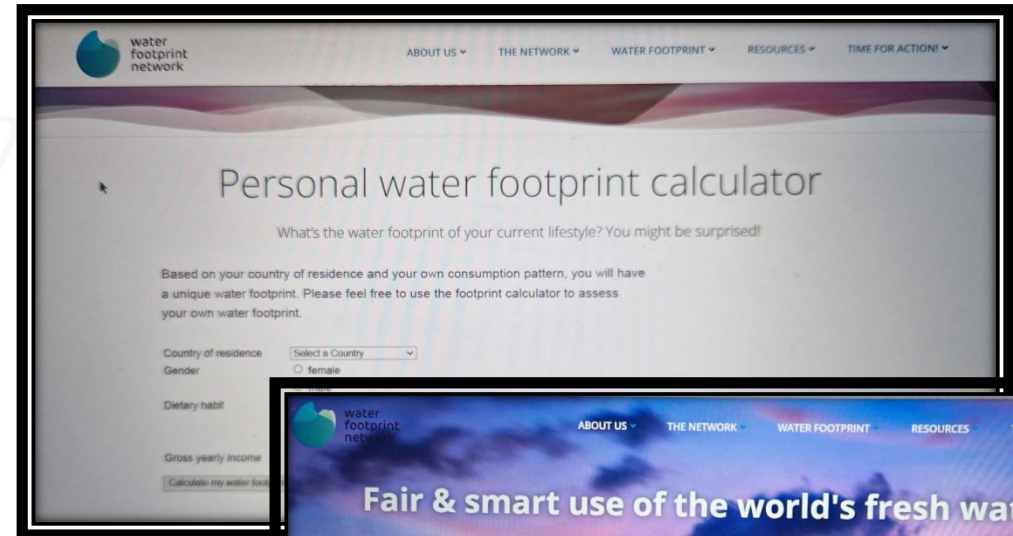 water
footprint
network
ABOUT US
THE NETWORK
WATER FOOTPRINT
RESOURCES
TIME FOR ACTION!
Personal water footprint calculator
What's the water footprint of your current lifestyle? You might be surprised!
Based on your country of residence and your own consumption pattern, you will have
a unique water footprint. Please feel free to use the footprint calculator to assess
your own water footprint.
Country of residence Select a Country
Gender female
Dietary habit
Gross yearly income
Calculate my water
water
footprint
network
ABOUT US
THE NETWORK
WATER FOOTPRINT
RESOURCES
Fair & smart use of the world's fresh